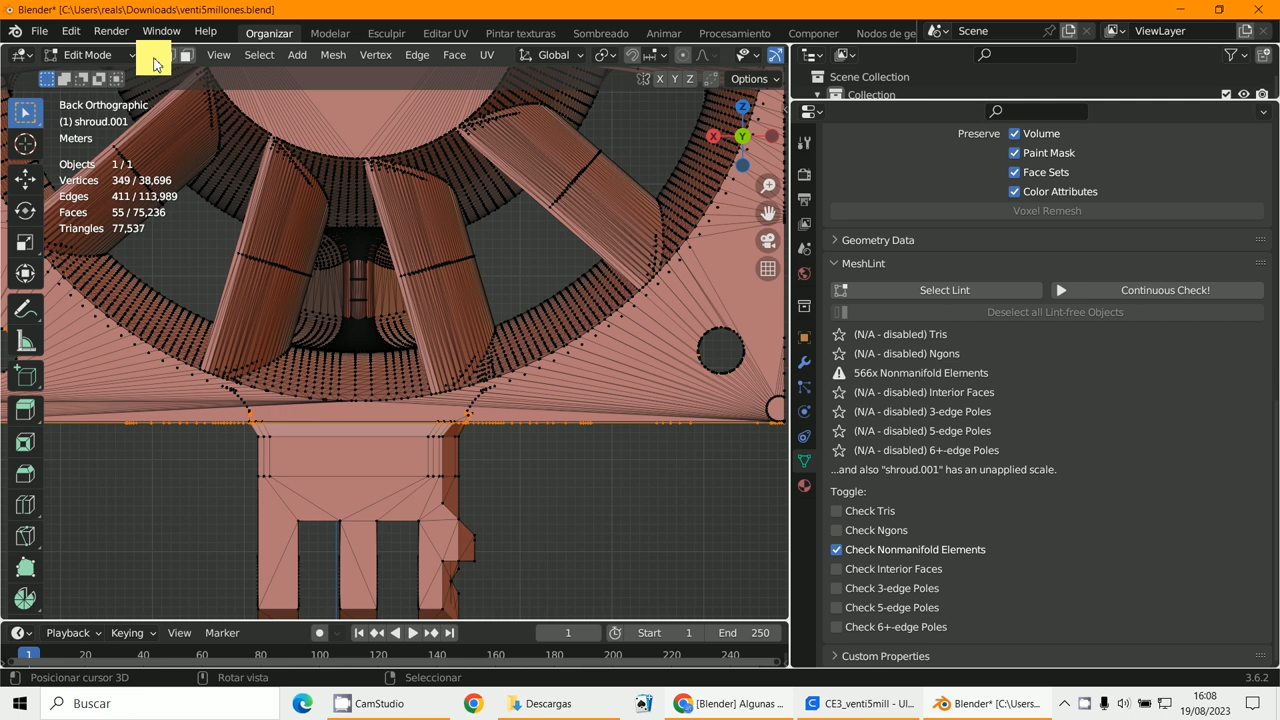 Blender* [C:\Users\reals\Downloads\venti5millones.blend]
File Edit Render Window Help Organizar Modelar Esculpir Editar UV Pintar texturas Sombreado Animar Procesamiento Componer Nodos de ge Scene ViewLayer
Edit Mode View Select Add Mesh Vertex Edge Face UV Global
X Y Z Options
Scene Collection
Collection
Back Orthographic
(1) shroud.001
Meters
Objects 1 / 1
Vertices 349 / 38,696
Edges 411 / 113,989
Faces 55 / 75,236
Triangles 77,537
Z
X Y
Preserve Volume
Paint Mask
Face Sets
Color Attributes
Voxel Remesh
Geometry Data
MeshLint
Select Lint Continuous Check!
Deselect all Lint-free Objects
(N/A - disabled) Tris
(N/A - disabled) Ngons
566x Nonmanifold Elements
(N/A - disabled) Interior Faces
(N/A - disabled) 3-edge Poles
(N/A - disabled) 5-edge Poles
(N/A - disabled) 6+-edge Poles
...and also "shroud.001" has an unapplied scale.
Toggle:
Check Tris
Check Ngons
Check Nonmanifold Elements
Check Interior Faces
Check 3-edge Poles
Check 5-edge Poles
Check 6+-edge Poles
Custom Properties
Playback Keying View Marker 1 Start 1 End 250
1 20 40 60 80 100 120 140 160 180 200 220 240
Posicionar cursor 3D Rotar vista Seleccionar 3.6.2
Buscar CamStudio Descargas [Blender] Algunas ... CE3_venti5mill - Ul... Blender* [C:\Users... 16:08
19/08/2023